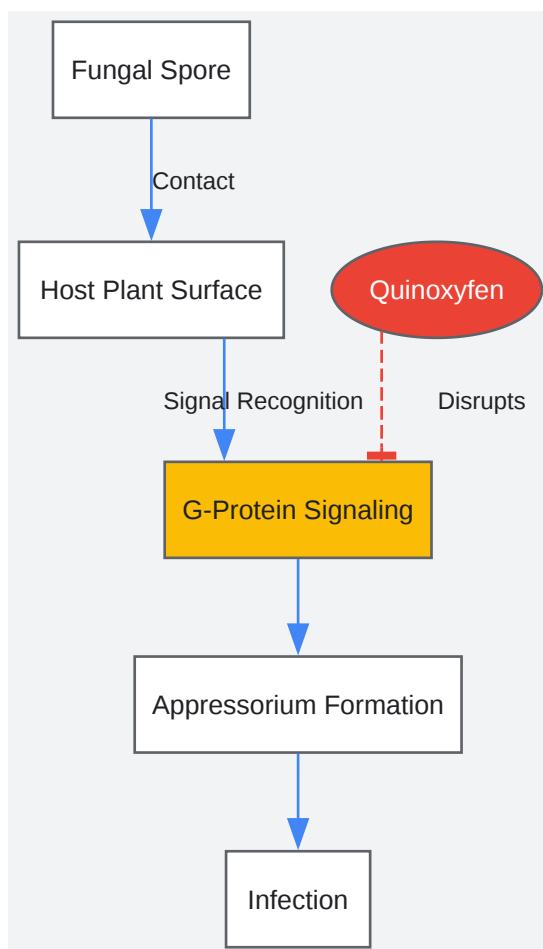 Fungal Spore
Contact
Host Plant Surface
Quinoxyfen
Signal Recognition
Disrupts
G-Protein Signaling
Appressorium Formation
Infection